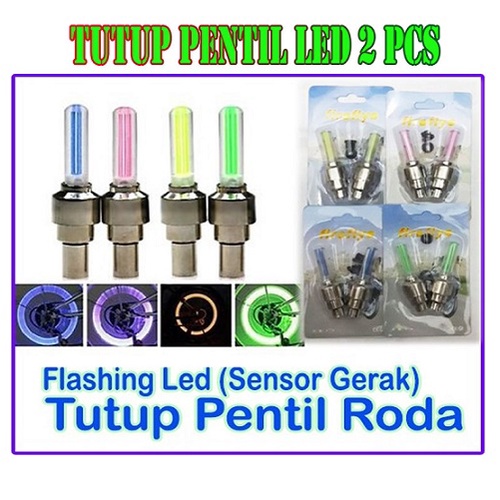 TUTUP PENTIL LED 2 PCS
Flashing Led (Sensor Gerak)
Tutup Pentil Roda